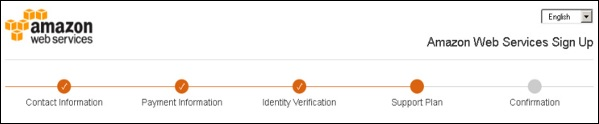 amazon
web services
English
Amazon Web Services Sign Up
Contact Information
Payment Information
Identity Verification
Support Plan
Confirmation